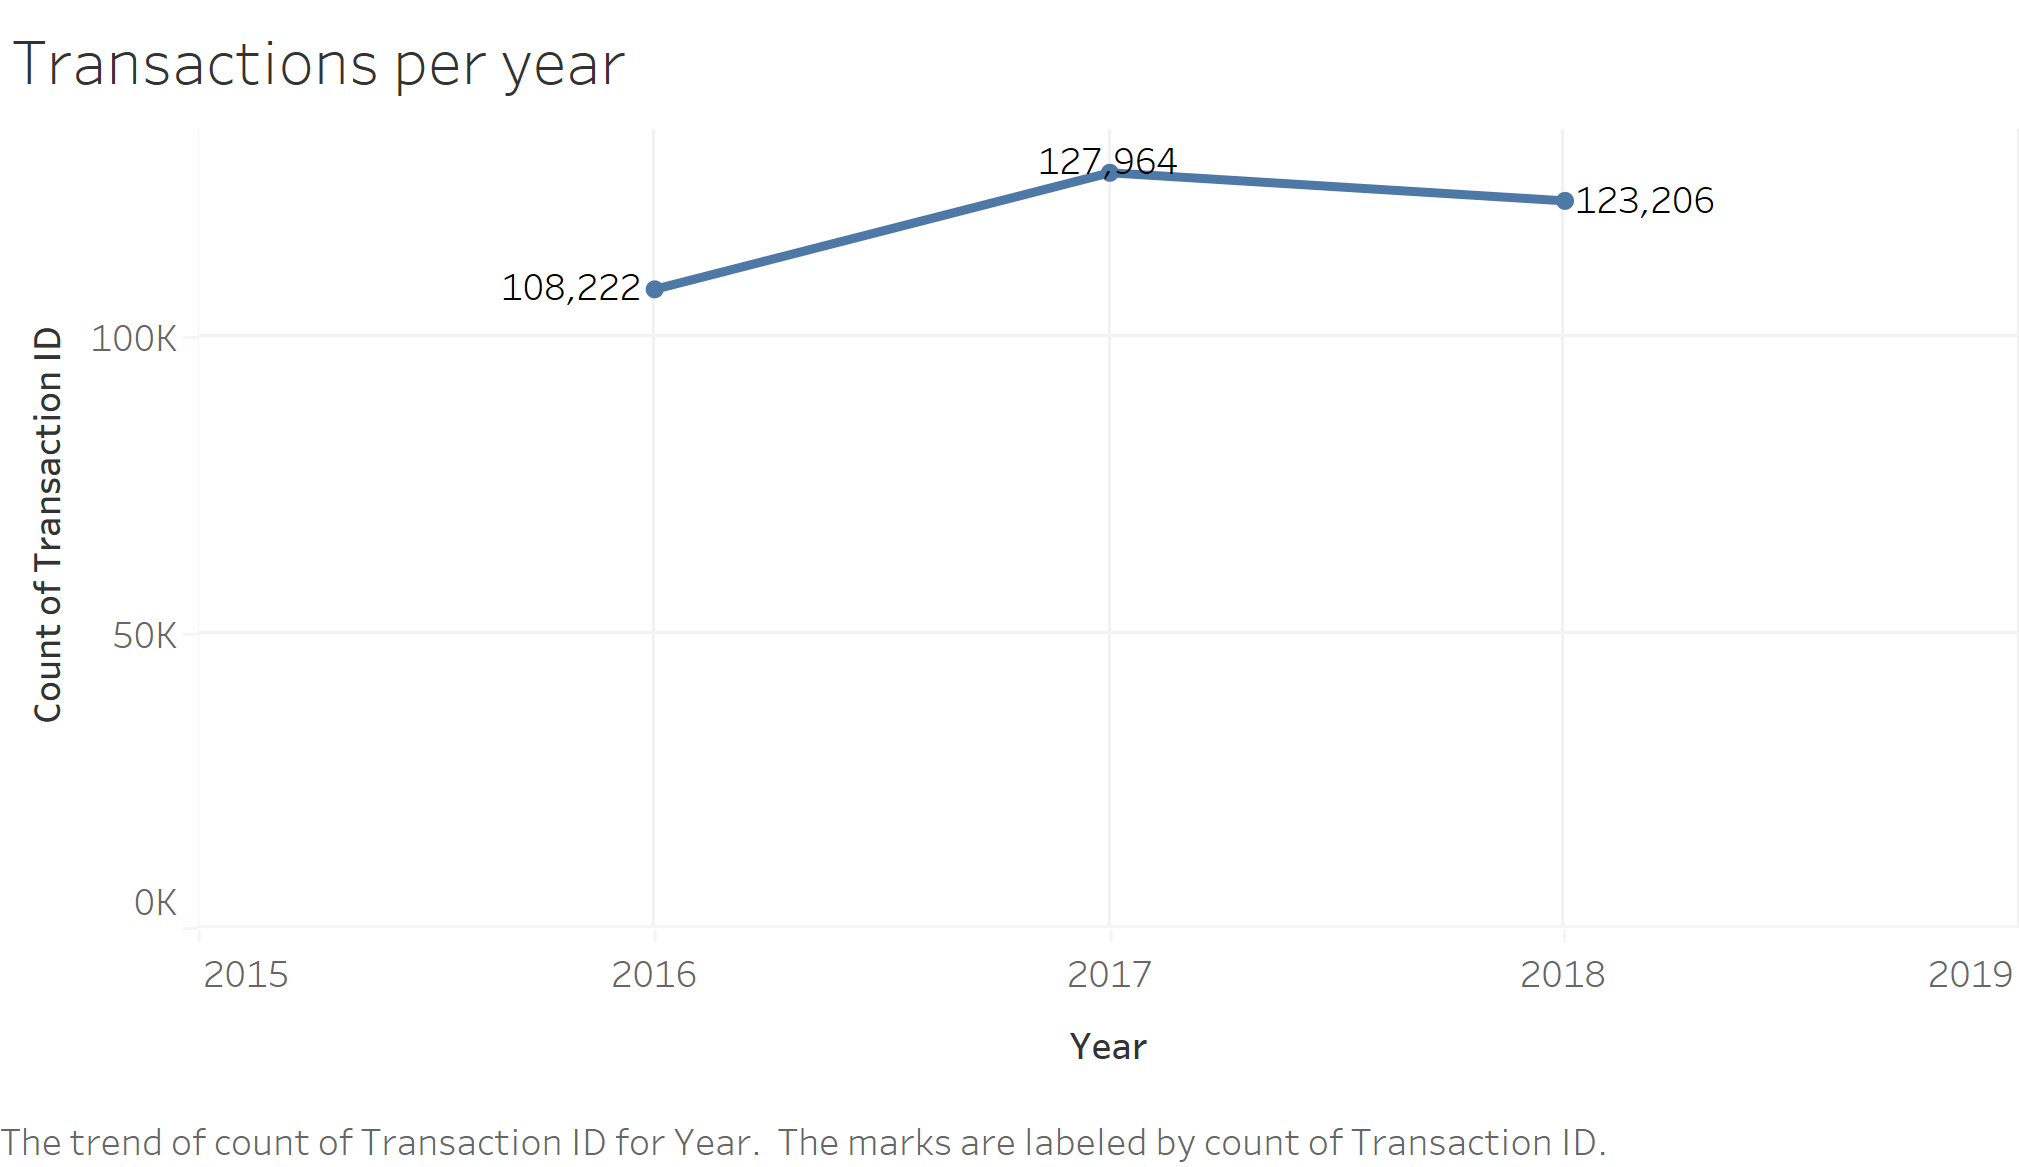 Transactions per year
127,964
123,206
108,222
100K
50K
0K
Count of Transaction ID
2015 2016 2017 2018 2019
Year
The trend of count of Transaction ID for Year.  The marks are labeled by count of Transaction ID.